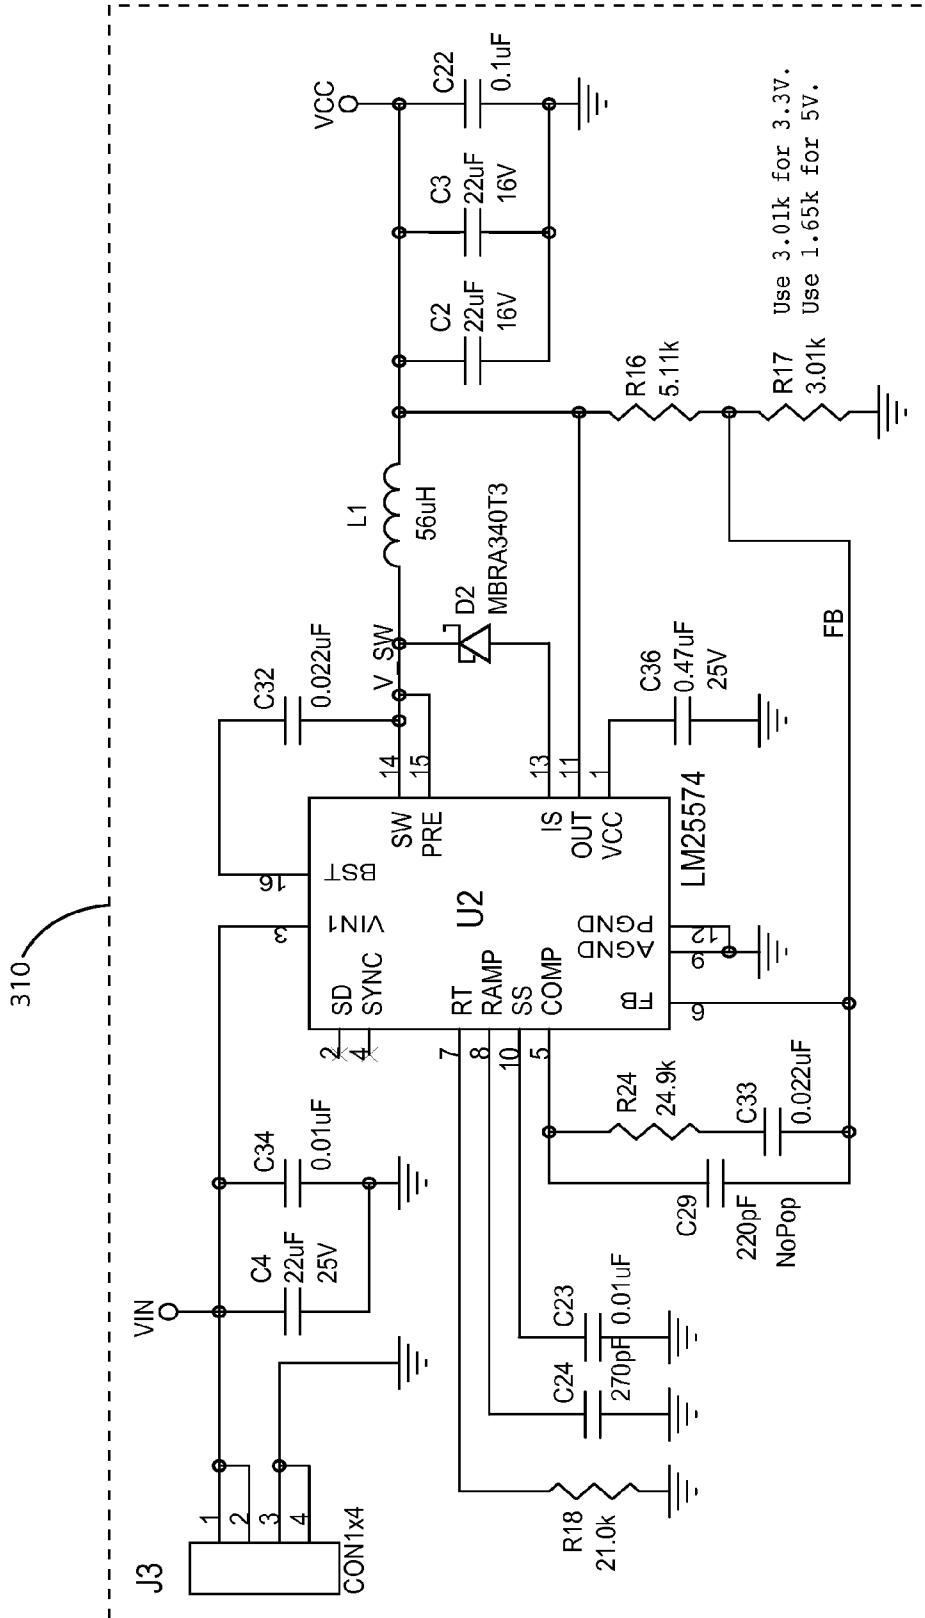 310
J3
CON1x4
1
2
3
4
VIN
C4
22uF
25V
C34
0.01uF
2
4
3
16
SD
SYNC
VIN1
BST
RT
RAMP
SS
COMP
7
8
10
5
U2
LM25574
SW
PRE
IS
OUT
VCC
14
15
13
11
1
FB
AGND
PGND
6
9
12
C32
0.022uF
V_SW
D2
MBRA340T3
L1
56uH
C36
0.47uF
25V
C2
22uF
16V
C3
22uF
16V
C22
0.1uF
VCC
R16
5.11k
R17
3.01k
Use 3.01k for 3.3V.
Use 1.65k for 5V.
FB
R24
24.9k
C33
0.022uF
C29
220pF
NoPop
C23
0.01uF
C24
270pF
R18
21.0k